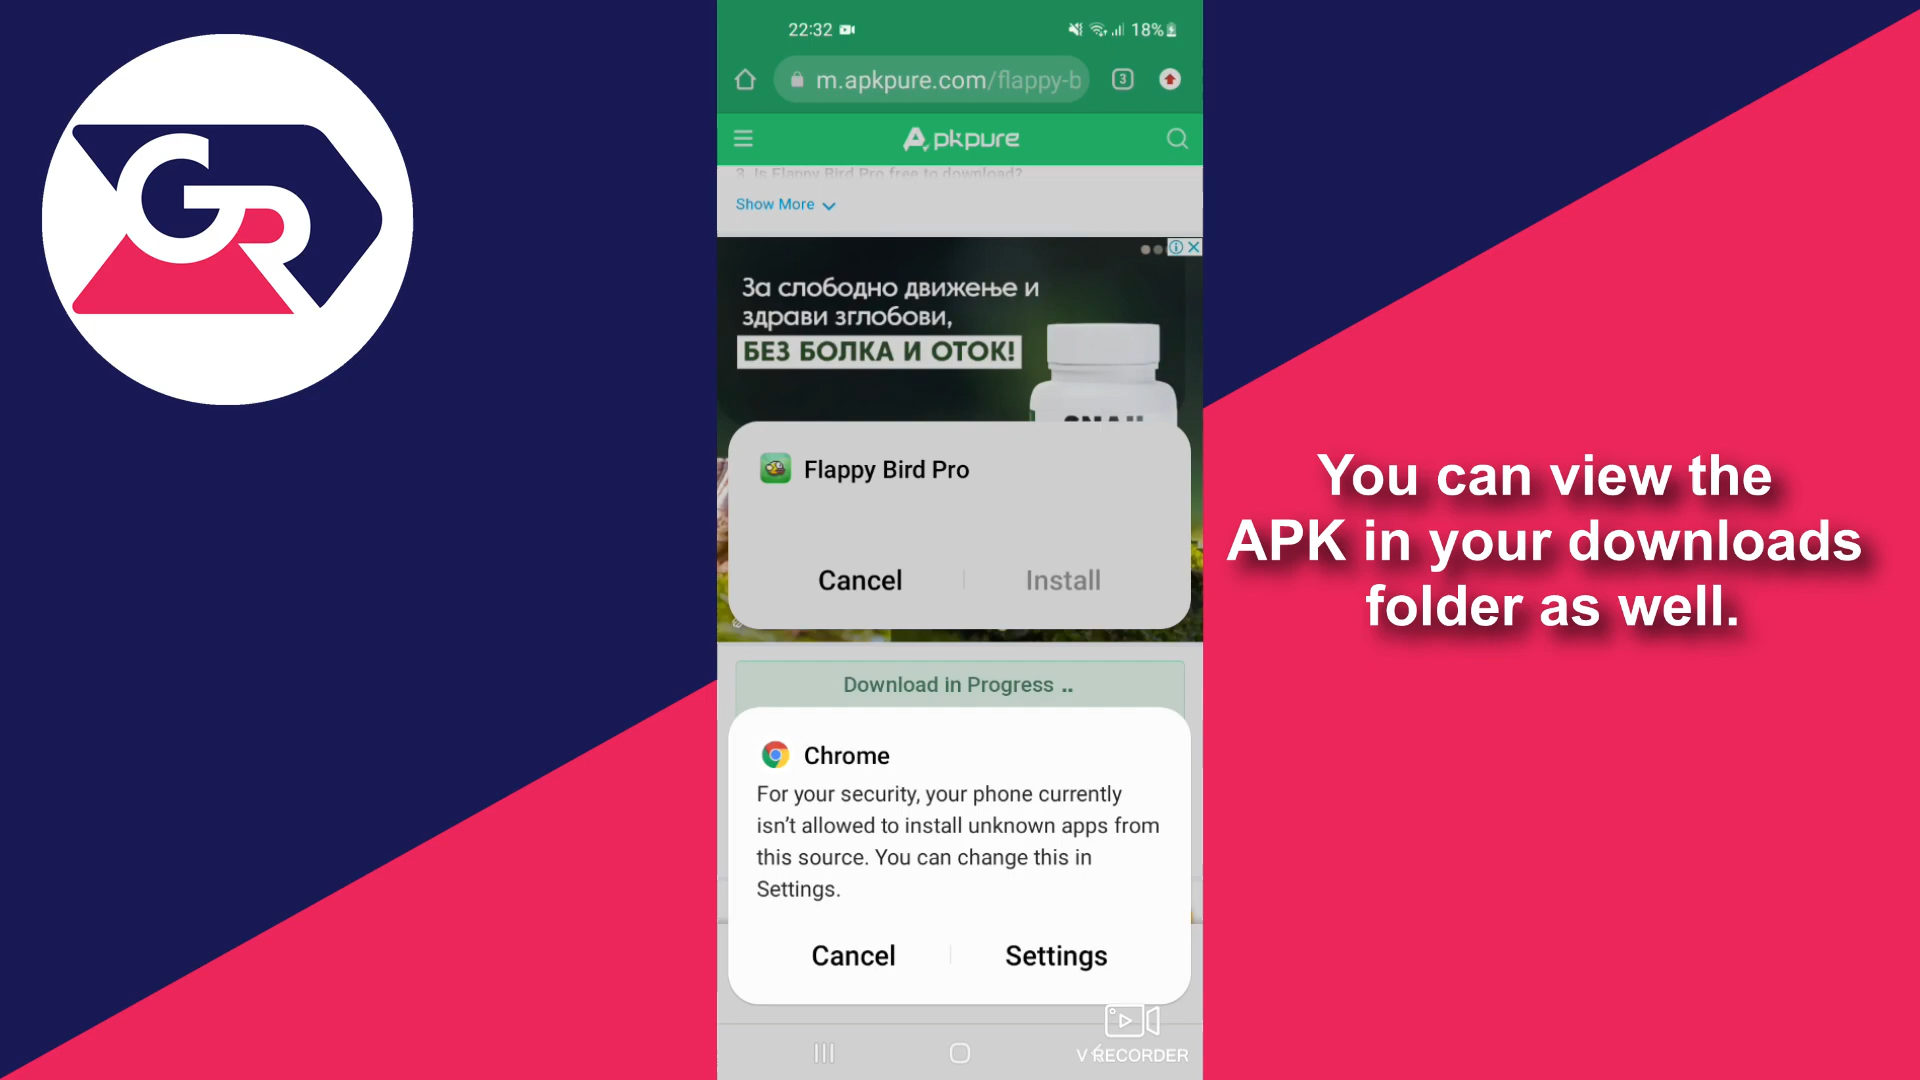 GR
22:32
18%
m.apkpure.com/flappy-b
3
Apkpure
3. Is Flappy Bird Pro free to download?
Show More
За слободно движење и
здрави зглобови,
БЕЗ БОЛКА И ОТОК!
SNAIL
Flappy Bird Pro
Cancel
Install
Download in Progress ..
Chrome
For your security, your phone currently
isn't allowed to install unknown apps from
this source. You can change this in
Settings.
Cancel
Settings
V RECORDER
You can view the
APK in your downloads
folder as well.